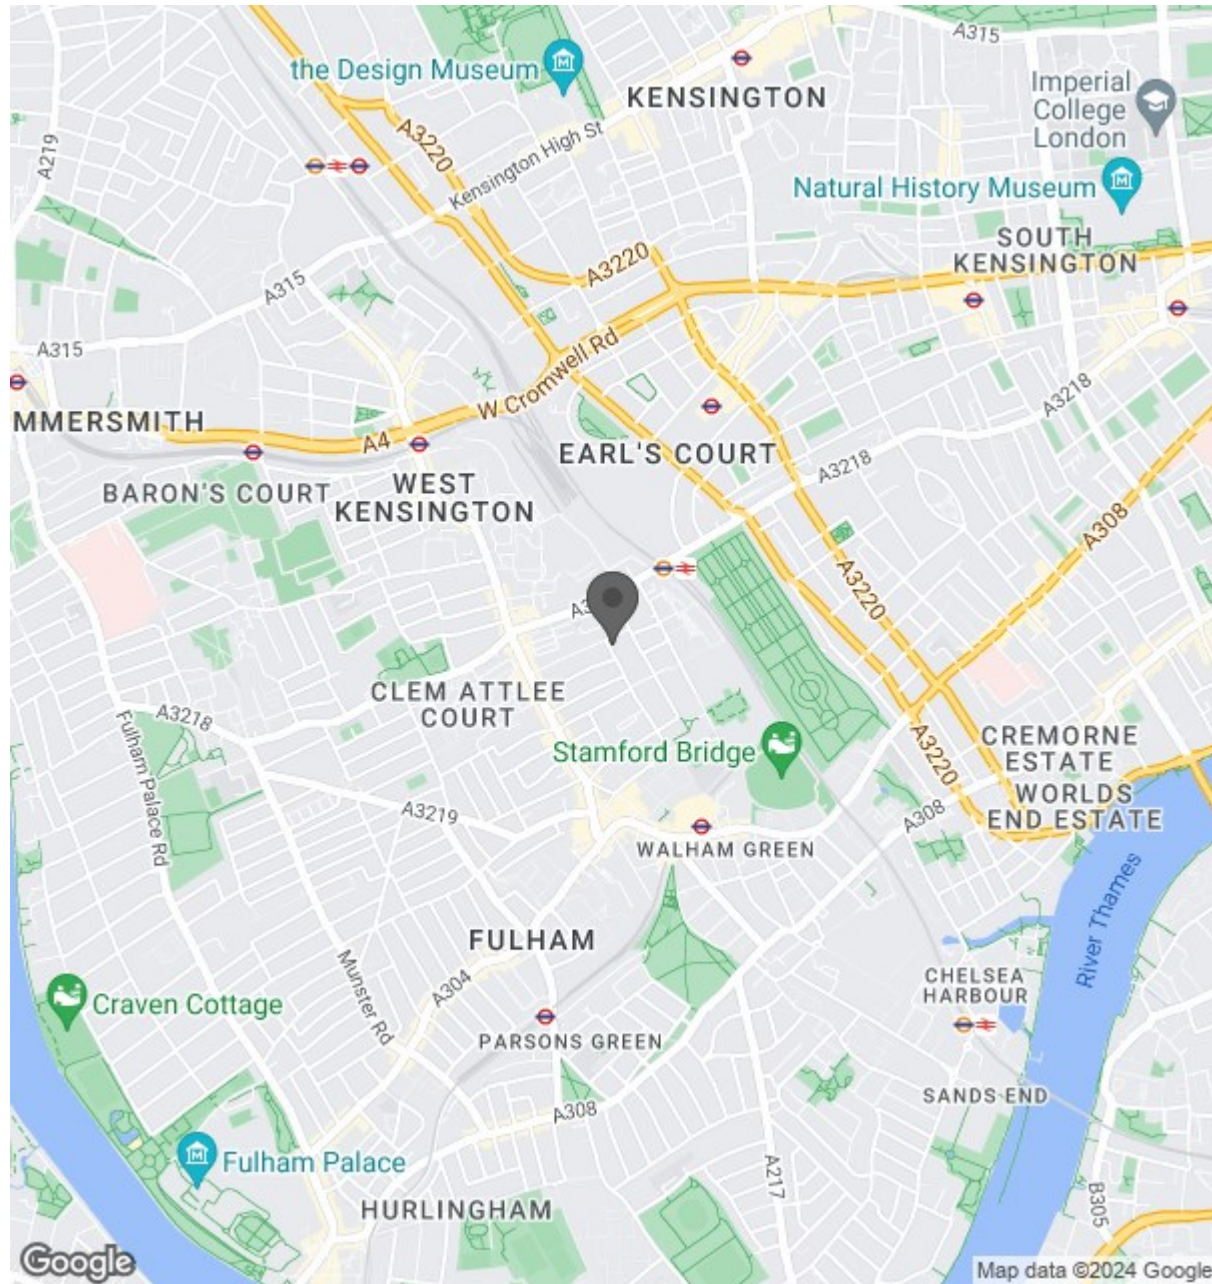 A315
the Design Museum
KENSINGTON
Imperial
College
London
A219
A3220
Kensington High St
Natural History Museum
SOUTH
KENSINGTON
A3220
A315
A315
W Cromwell Rd
A3218
MMERSMITH
A4
EARL'S COURT
A3218
BARON'S COURT
WEST
KENSINGTON
A308
A3220
CLEM ATTLEE
COURT
A3218
Fulham Palace Rd
Stamford Bridge
A3220
CREMORNE
ESTATE
WORLDS
END ESTATE
A3219
A308
WALHAM GREEN
FULHAM
River Thames
Munster Rd
A304
CHELSEA
HARBOUR
Craven Cottage
PARSONS GREEN
SANDS END
A308
Fulham Palace
A217
HURLINGHAM
B305
Google
Map data ©2024 Google